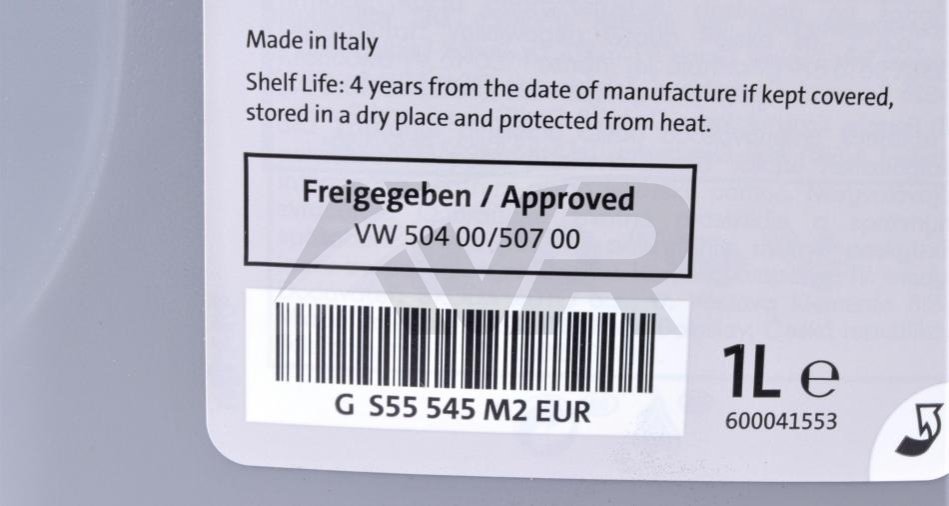 Made in Italy
Shelf Life: 4 years from the date of manufacture if kept covered,
stored in a dry place and protected from heat.
Freigegeben / Approved
VW 504 00/507 00
VR
G S55 545 M2 EUR
1L ℮
600041553